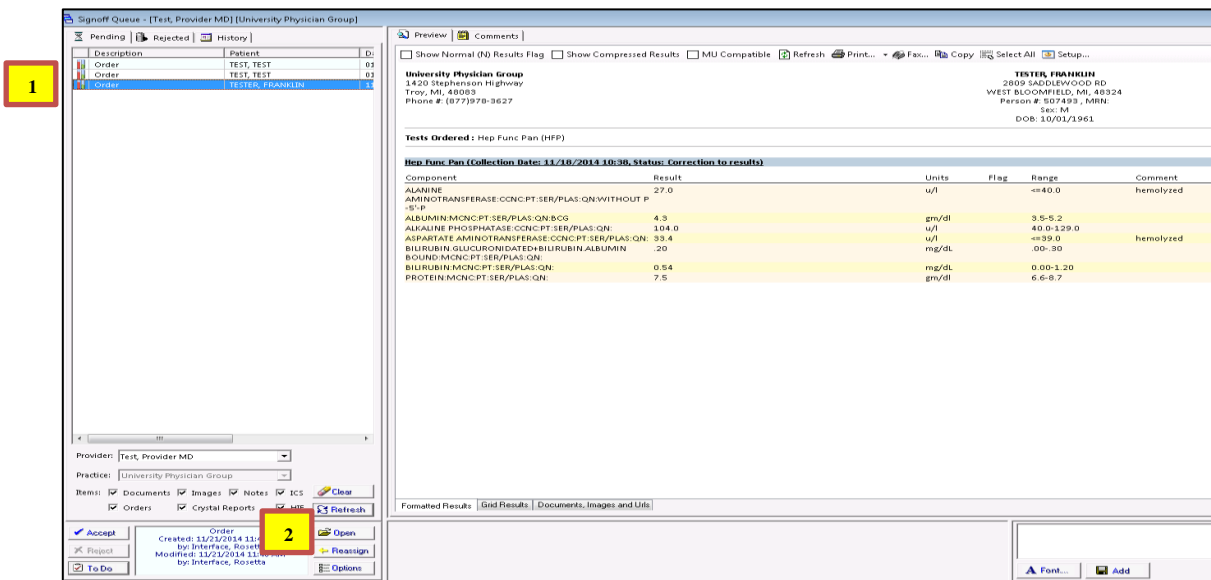 Signoff Queue - [Test, Provider MD] [University Physician Group]
Pending Rejected History
Description Patient
Order TEST, TEST 01
Order TEST, TEST 01
Order TESTER, FRANKLIN 11
1
Provider: Test, Provider MD
Practice: University Physician Group
Items: Documents Images Notes ICS Clear
Orders Crystal Reports HIE Refresh
Accept
Reject
To Do
Order
Created: 11/21/2014 11:4
by: Interface, Rosetta
Modified: 11/21/2014
by: Interface, Rosetta
2
Open
Reassign
Options
Preview Comments
Show Normal (N) Results Flag Show Compressed Results MU Compatible Refresh Print... Fax... Copy Select All Setup...
University Physician Group
1420 Stephenson Highway
Troy, MI, 48083
Phone #: (877)978-3627
TESTER, FRANKLIN
2809 SADDLEWOOD RD
WEST BLOOMFIELD, MI, 48324
Person #: 507493 , MRN:
Sex: M
DOB: 10/01/1961
Tests Ordered : Hep Func Pan (HFP)
Hep Func Pan (Collection Date: 11/18/2014 10:38, Status: Correction to results)
Component Result Units Flag Range Comment
ALANINE 27.0 u/l <=40.0 hemolyzed
AMINOTRANSFERASE:CCNC:PT:SER/PLAS:QN:WITHOUT P
-5'-P
ALBUMIN:MCNC:PT:SER/PLAS:QN:BCG 4.3 gm/dl 3.5-5.2
ALKALINE PHOSPHATASE:CCNC:PT:SER/PLAS:QN: 104.0 u/l 40.0-129.0
ASPARTATE AMINOTRANSFERASE:CCNC:PT:SER/PLAS:QN: 33.4 u/l <=39.0 hemolyzed
BILIRUBIN.GLUCURONIDATED+BILIRUBIN.ALBUMIN .20 mg/dL .00-.30
BOUND:MCNC:PT:SER/PLAS:QN:
BILIRUBIN:MCNC:PT:SER/PLAS:QN: 0.54 mg/dL 0.00-1.20
PROTEIN:MCNC:PT:SER/PLAS:QN: 7.5 gm/dl 6.6-8.7
Formatted Results Grid Results Documents, Images and Urls
Font... Add